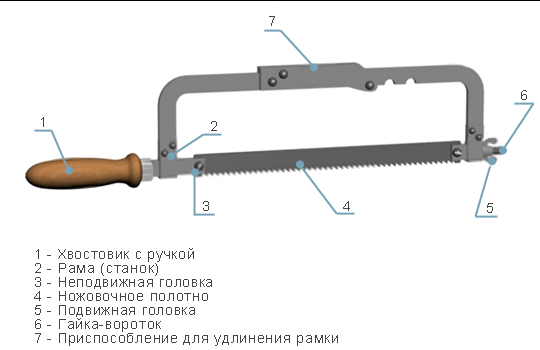 7
6
1
2
3
4
5
1 - Хвостовик с ручкой
2 - Рама (станок)
3 - Неподвижная головка
4 - Ножовочное полотно
5 - Подвижная головка
6 - Гайка-вороток
7 - Приспособление для удлинения рамки